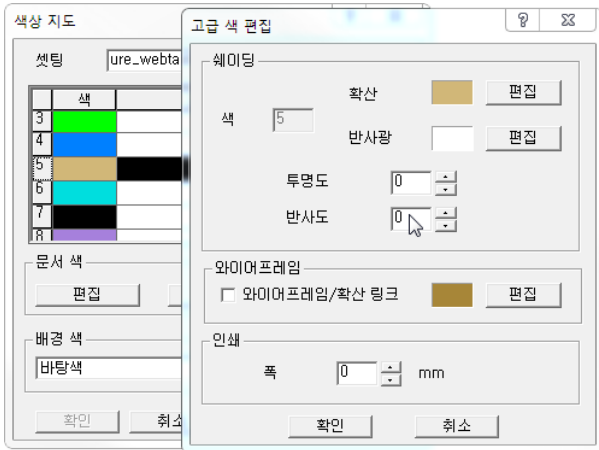 색상 지도
셋팅
ure_webta
색
3
4
5
6
7
8
문서 색
편집
배경 색
바탕색
확인
취소
고급 색 편집
쉐이딩
색
5
확산
편집
반사광
편집
투명도
0
반사도
0
와이어프레임
와이어프레임/확산 링크
편집
인쇄
폭
0
mm
확인
취소